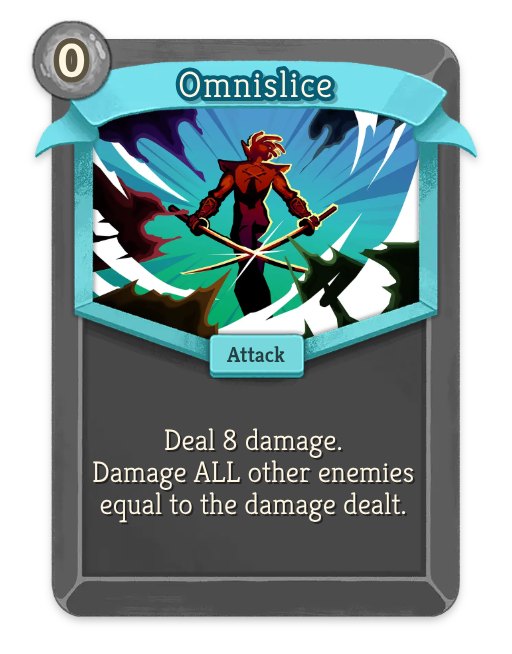 0
Omnislice
Attack
Deal 8 damage.
Damage ALL other enemies
equal to the damage dealt.